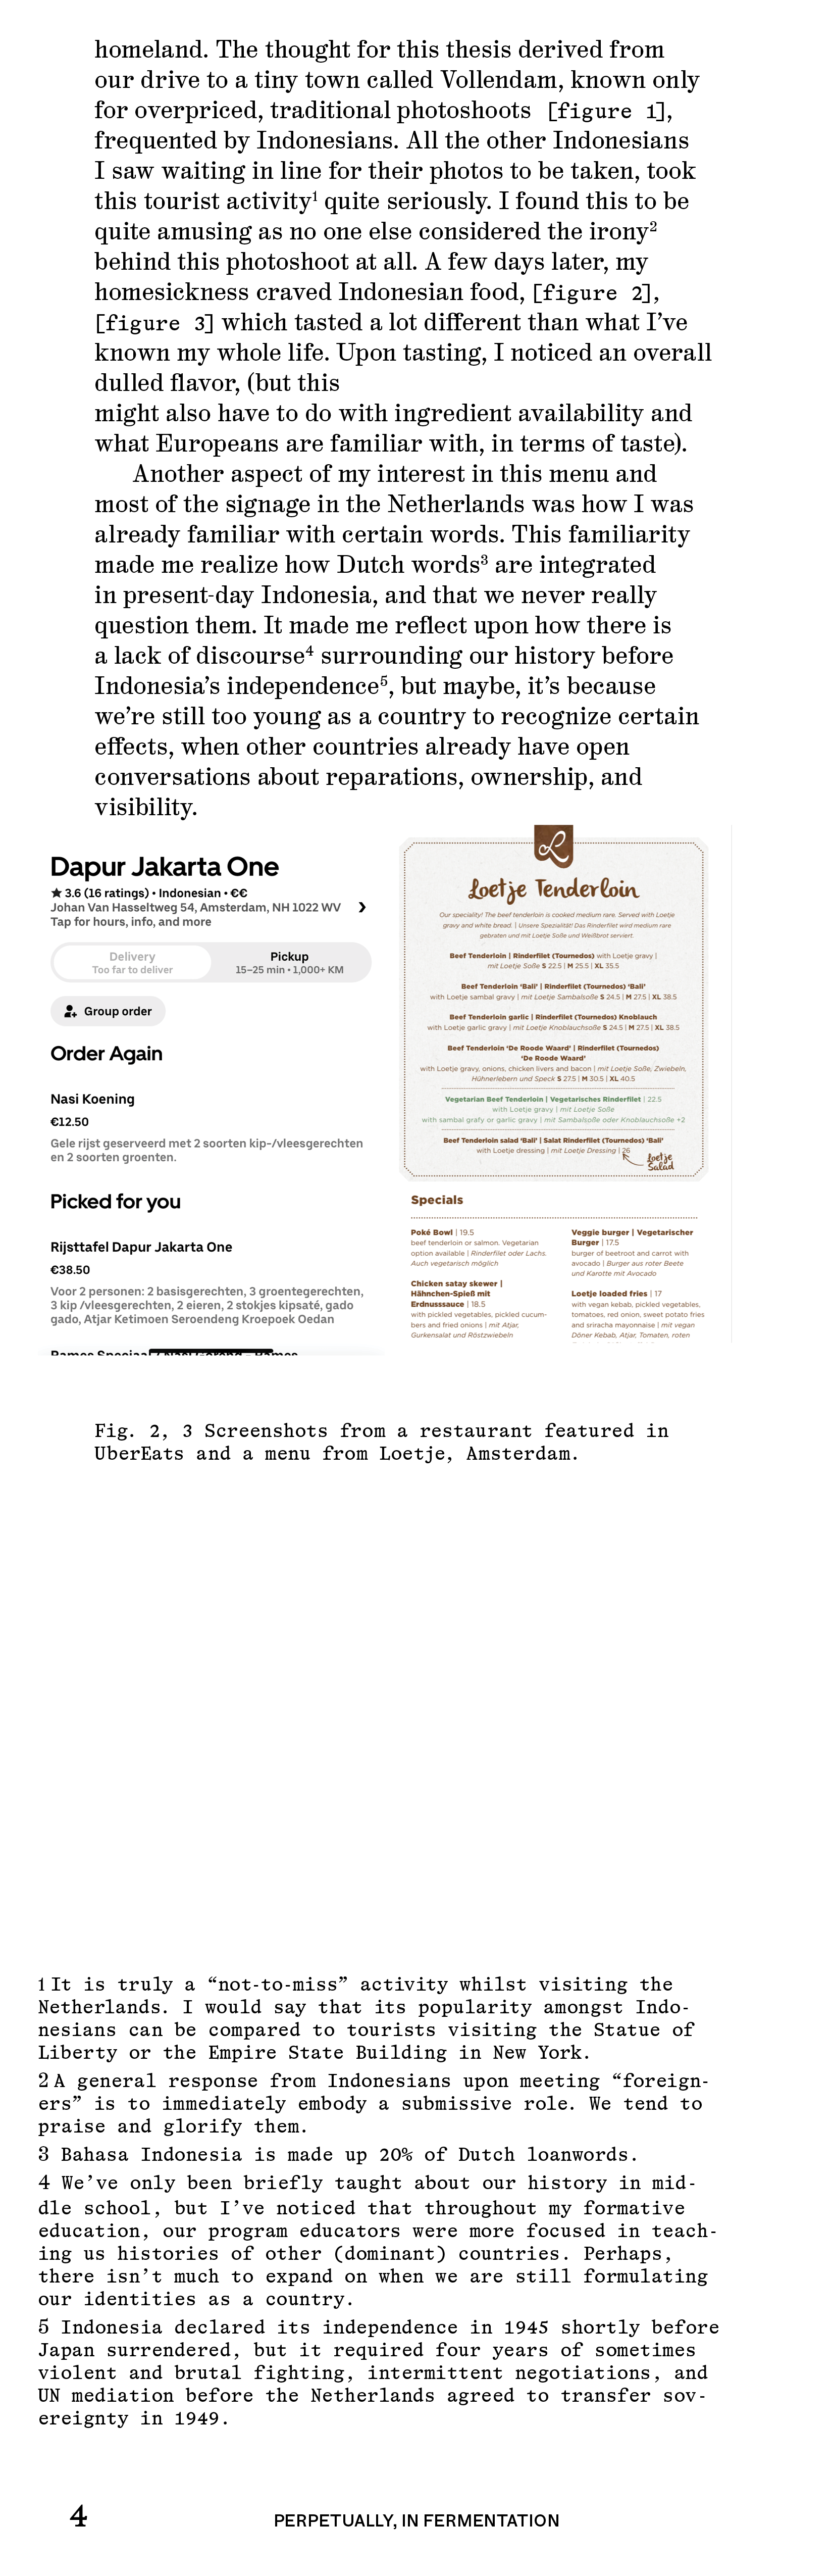 homeland. The thought for this thesis derived from
our drive to a tiny town called Vollendam, known only
for overpriced, traditional photoshoots [figure 1],
frequented by Indonesians. All the other Indonesians
I saw waiting in line for their photos to be taken, took
this tourist activity¹ quite seriously. I found this to be
quite amusing as no one else considered the irony²
behind this photoshoot at all. A few days later, my
homesickness craved Indonesian food, [figure 2],
[figure 3] which tasted a lot different than what I’ve
known my whole life. Upon tasting, I noticed an overall
dulled flavor, (but this
might also have to do with ingredient availability and
what Europeans are familiar with, in terms of taste).
Another aspect of my interest in this menu and
most of the signage in the Netherlands was how I was
already familiar with certain words. This familiarity
made me realize how Dutch words³ are integrated
in present-day Indonesia, and that we never really
question them. It made me reflect upon how there is
a lack of discourse⁴ surrounding our history before
Indonesia’s independence⁵, but maybe, it’s because
we’re still too young as a country to recognize certain
effects, when other countries already have open
conversations about reparations, ownership, and
visibility.
Dapur Jakarta One
★ 3.6 (16 ratings) • Indonesian • €€
Johan Van Hasseltweg 54, Amsterdam, NH 1022 WV
Tap for hours, info, and more
Delivery
Too far to deliver
Pickup
15–25 min • 1,000+ KM
Group order
Order Again
Nasi Koening
€12.50
Gele rijst geserveerd met 2 soorten kip-/vleesgerechten
en 2 soorten groenten.
Picked for you
Rijsttafel Dapur Jakarta One
€38.50
Voor 2 personen: 2 basisgerechten, 3 groentegerechten,
3 kip /vleesgerechten, 2 eieren, 2 stokjes kipsaté, gado
gado, Atjar Ketimoen Seroendeng Kroepoek Oedan
L
Loetje Tenderloin
Our speciality! The beef tenderloin is cooked medium rare. Served with Loetje
gravy and white bread. | Unsere Spezialität! Das Rinderfilet wird medium rare
gebraten und mit Loetje Soße und Weißbrot serviert.
Beef Tenderloin | Rinderfilet (Tournedos) with Loetje gravy |
mit Loetje Soße S 22.5 | M 25.5 | XL 35.5
Beef Tenderloin ‘Bali’ | Rinderfilet (Tournedos) ‘Bali’
with Loetje sambal gravy | mit Loetje Sambalsoße S 24.5 | M 27.5 | XL 38.5
Beef Tenderloin garlic | Rinderfilet (Tournedos) Knoblauch
with Loetje garlic gravy | mit Loetje Knoblauchsoße S 24.5 | M 27.5 | XL 38.5
Beef Tenderloin ‘De Roode Waard’ | Rinderfilet (Tournedos)
‘De Roode Waard’
with Loetje gravy, onions, chicken livers and bacon | mit Loetje Soße, Zwiebeln,
Hühnerlebern und Speck S 27.5 | M 30.5 | XL 40.5
Vegetarian Beef Tenderloin | Vegetarisches Rinderfilet | 22.5
with Loetje gravy | mit Loetje Soße
with sambal grafy or garlic gravy | mit Sambalsoße oder Knoblauchsoße +2
Beef Tenderloin salad ‘Bali’ | Salat Rinderfilet (Tournedos) ‘Bali’
with Loetje dressing | mit Loetje Dressing | 26
Loetje
Salad
Specials
Poké Bowl | 19.5
beef tenderloin or salmon. Vegetarian
option available | Rinderfilet oder Lachs.
Auch vegetarisch möglich
Chicken satay skewer |
Hähnchen-Spieß mit
Erdnusssauce | 18.5
with pickled vegetables, pickled cucum-
bers and fried onions | mit Atjar,
Gurkensalat und Röstzwiebeln
Veggie burger | Vegetarischer
Burger | 17.5
burger of beetroot and carrot with
avocado | Burger aus roter Beete
und Karotte mit Avocado
Loetje loaded fries | 17
with vegan kebab, pickled vegetables,
tomatoes, red onion, sweet potato fries
and sriracha mayonnaise | mit vegan
Döner Kebab, Atjar, Tomaten, roten
Fig. 2, 3 Screenshots from a restaurant featured in
UberEats and a menu from Loetje, Amsterdam.
1 It is truly a “not-to-miss” activity whilst visiting the
Netherlands. I would say that its popularity amongst Indo-
nesians can be compared to tourists visiting the Statue of
Liberty or the Empire State Building in New York.
2 A general response from Indonesians upon meeting “foreign-
ers” is to immediately embody a submissive role. We tend to
praise and glorify them.
3 Bahasa Indonesia is made up 20% of Dutch loanwords.
4 We’ve only been briefly taught about our history in mid-
dle school, but I’ve noticed that throughout my formative
education, our program educators were more focused in teach-
ing us histories of other (dominant) countries. Perhaps,
there isn’t much to expand on when we are still formulating
our identities as a country.
5 Indonesia declared its independence in 1945 shortly before
Japan surrendered, but it required four years of sometimes
violent and brutal fighting, intermittent negotiations, and
UN mediation before the Netherlands agreed to transfer sov-
ereignty in 1949.
4
PERPETUALLY, IN FERMENTATION